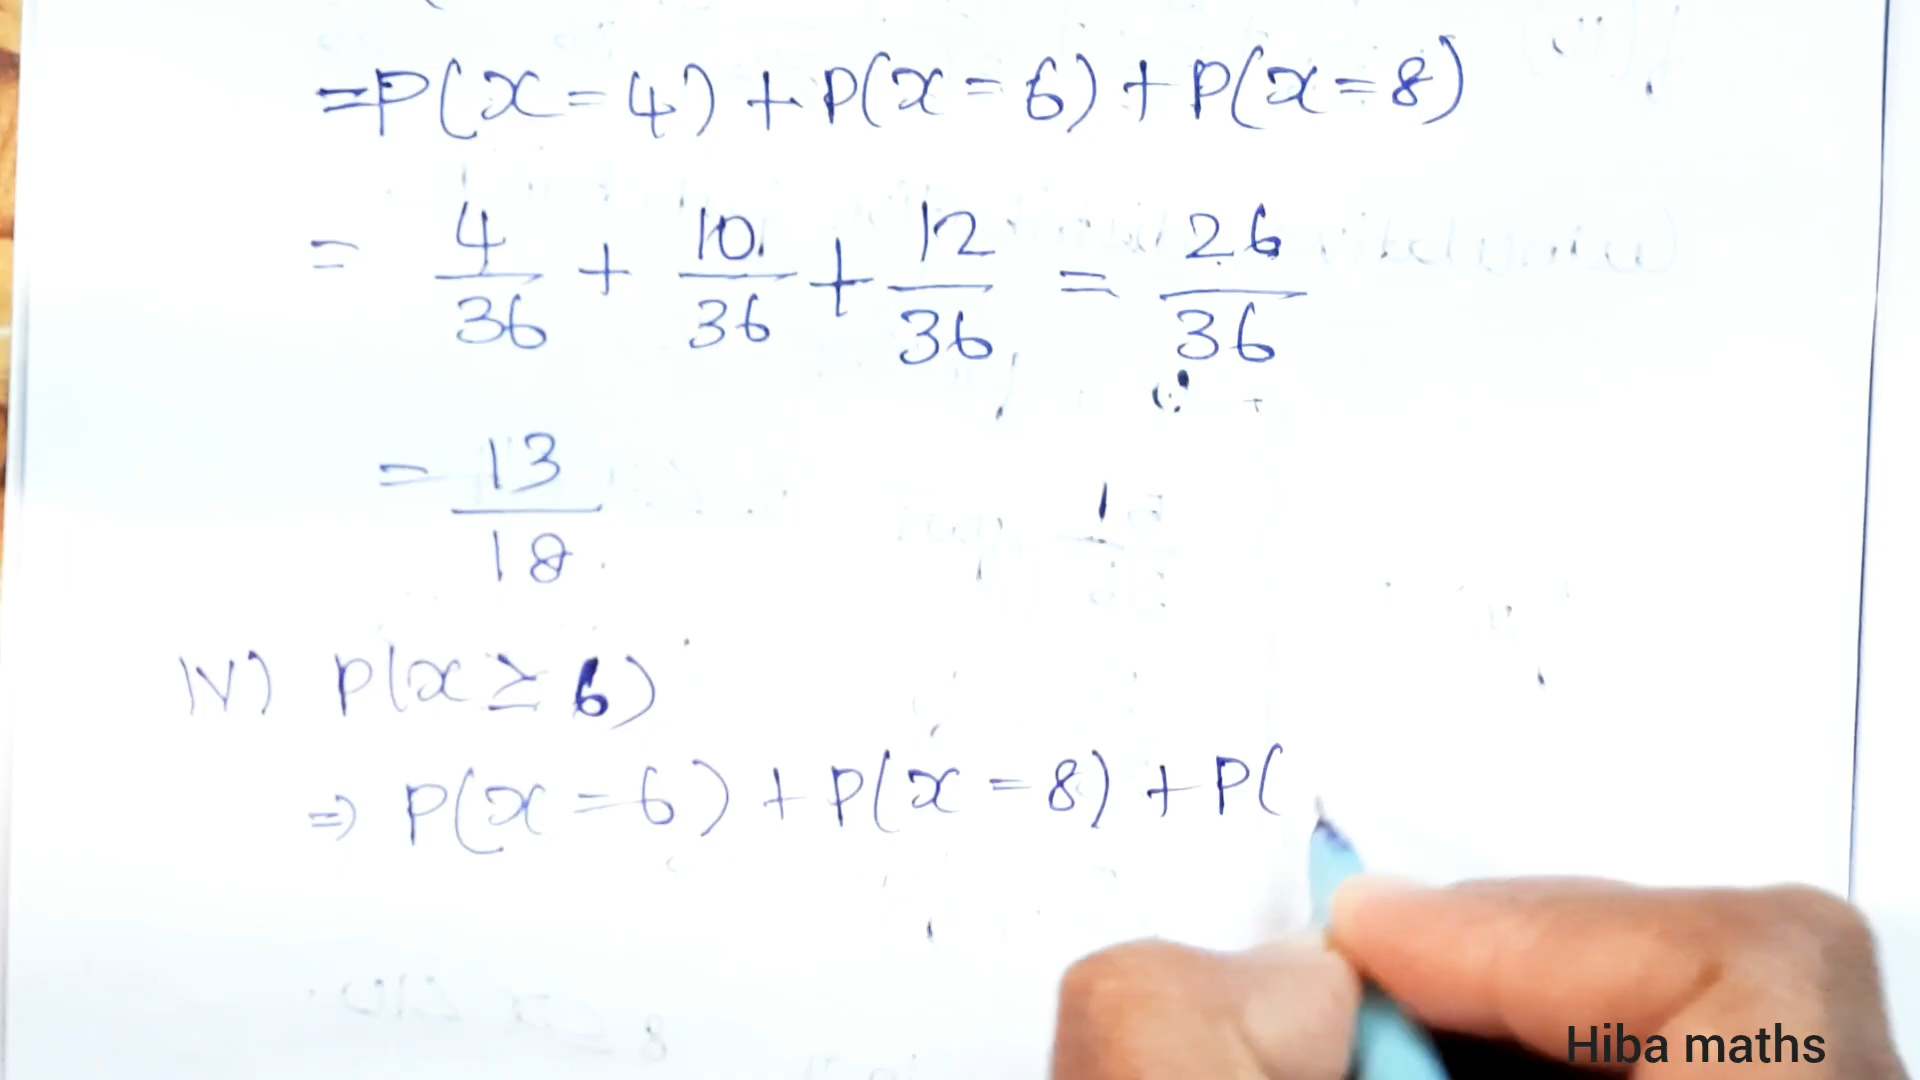 =P(x=4)+P(x=6)+P(x=8)
= 4/36 + 10/36 + 12/36 = 26/36
= 13/18
IV) P(x≥6)
⇒ P(x=6)+P(x=8)+P(
Hiba maths